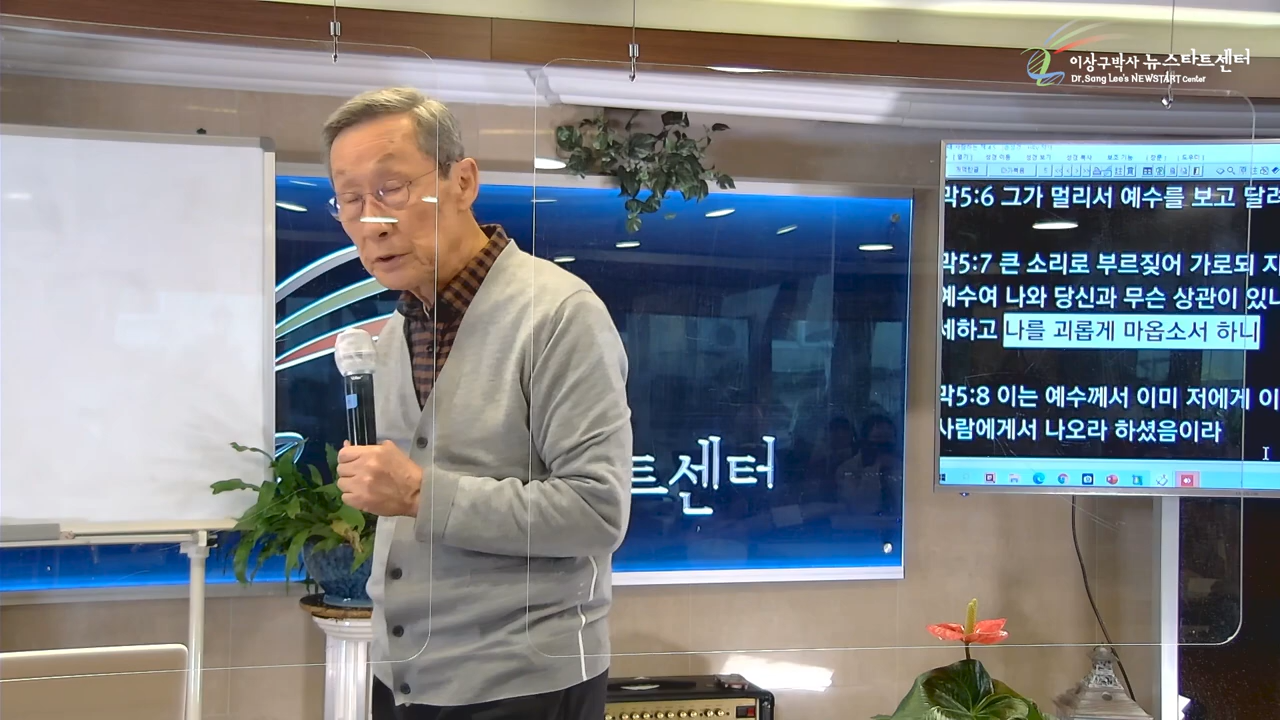 이상구박사 뉴스타트센터
Dr.Sang Lee's NEWSTART Center
막5:6 그가 멀리서 예수를 보고 달려
막5:7 큰 소리로 부르짖어 가로되 지
예수여 나와 당신과 무슨 상관이 있나
세하고 나를 괴롭게 마옵소서 하니
막5:8 이는 예수께서 이미 저에게 이
사람에게서 나오라 하셨음이라
트센터